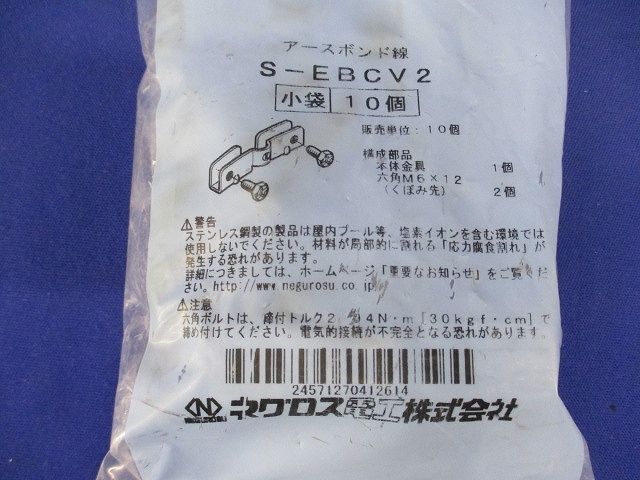 アースボンド線
S-EBCV2
小袋 10個
販売単位:10個
構成部品
本体金具 1個
六角M6×12 2個
(くぼみ先)
⚠警告
ステンレス鋼製の製品は屋内プール等、塩素イオンを含む環境では
使用しないでください。材料が局部的に割れる「応力腐食割れ」が
発生する恐れがあります。
詳細につきましては、ホームページ「重要なお知らせ」をご覧くだ
さい。http://www.negurosu.co.jp
⚠注意
六角ボルトは、締付トルク2.94N・m[30kgf・cm]で
締め付けてください。電気的接続が不完全となる恐れがあります。
24571270412614
ネグロス電工株式会社